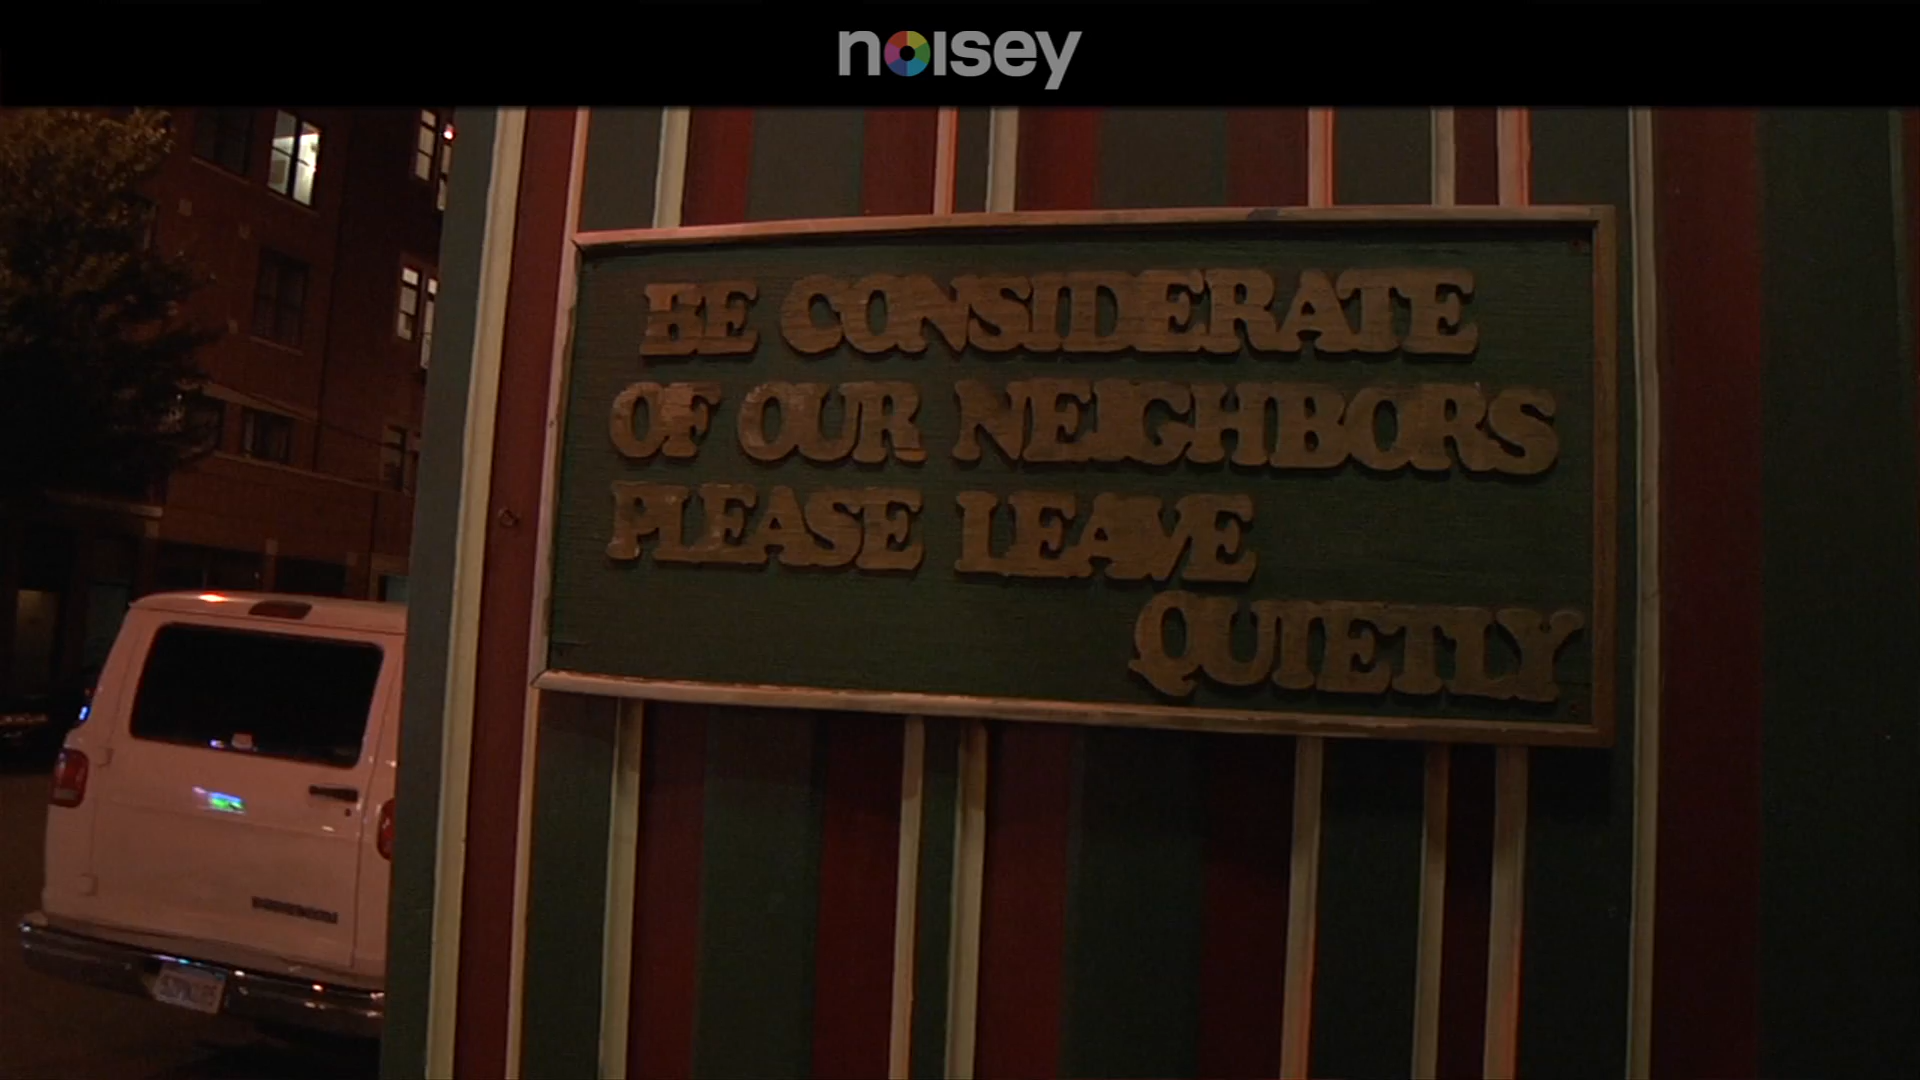 noisey
BE CONSIDERATE
OF OUR NEIGHBORS
PLEASE LEAVE
QUIETLY